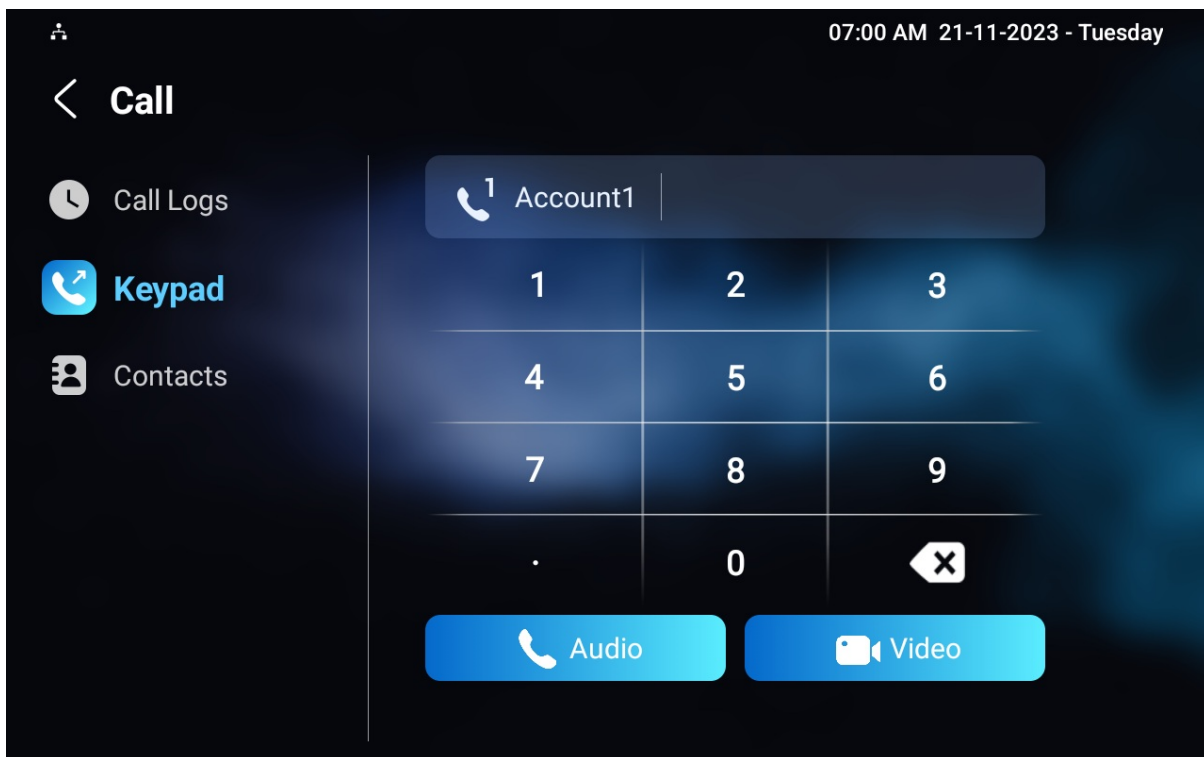 07:00 AM 21-11-2023 - Tuesday
Call
Call Logs
Keypad
Contacts
1 Account1
1 2 3
4 5 6
7 8 9
. 0
Audio Video